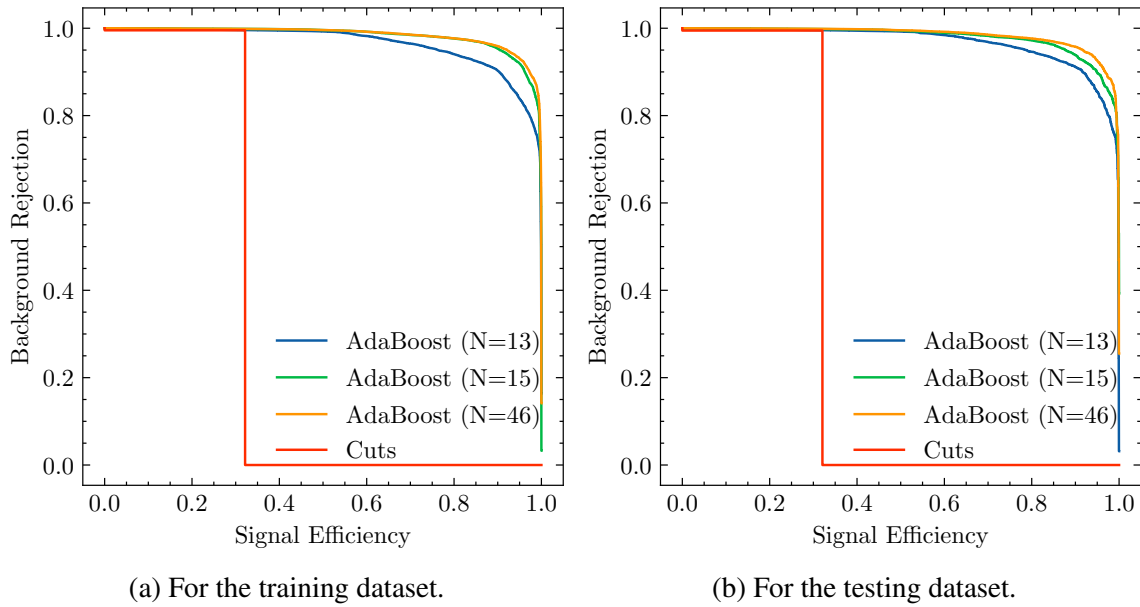 1.0
0.8
0.6
0.4
0.2
0.0
Background Rejection
AdaBoost (N=13)
AdaBoost (N=15)
AdaBoost (N=46)
Cuts
0.0 0.2 0.4 0.6 0.8 1.0
Signal Efficiency
(a) For the training dataset.
1.0
0.8
0.6
0.4
0.2
0.0
Background Rejection
AdaBoost (N=13)
AdaBoost (N=15)
AdaBoost (N=46)
Cuts
0.0 0.2 0.4 0.6 0.8 1.0
Signal Efficiency
(b) For the testing dataset.